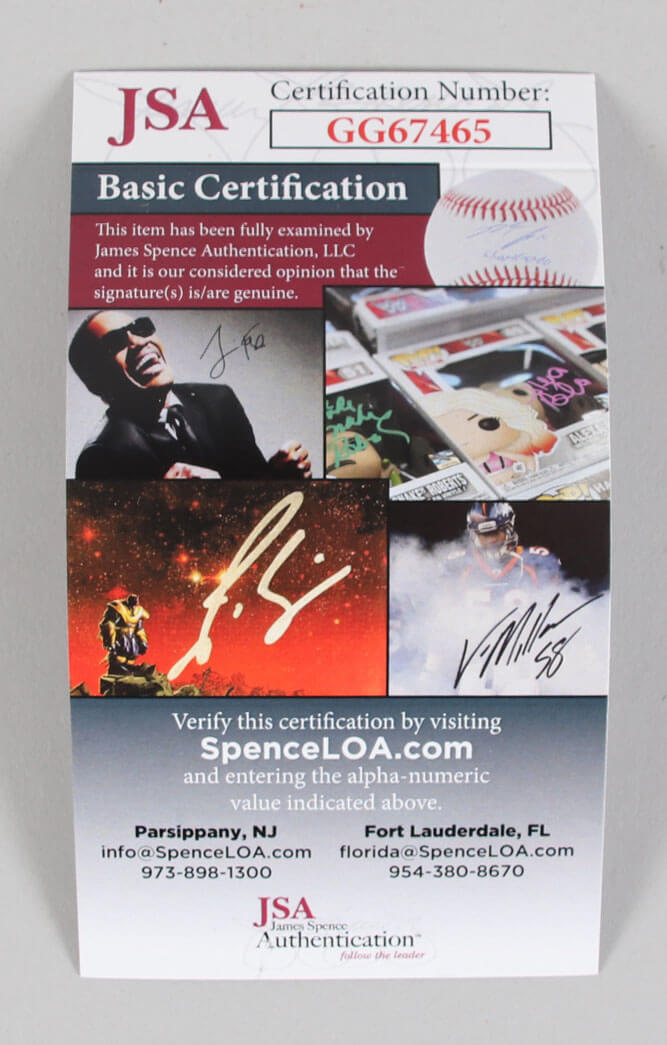 JSA
Certification Number:
GG67465
Basic Certification
This item has been fully examined by
James Spence Authentication, LLC
and it is our considered opinion that the
signature(s) is/are genuine.
V Miller
58
Verify this certification by visiting
SpenceLOA.com
and entering the alpha-numeric
value indicated above.
Parsippany, NJ
info@SpenceLOA.com
973-898-1300
Fort Lauderdale, FL
florida@SpenceLOA.com
954-380-8670
JSA
James Spence
Authentication™
follow the leader